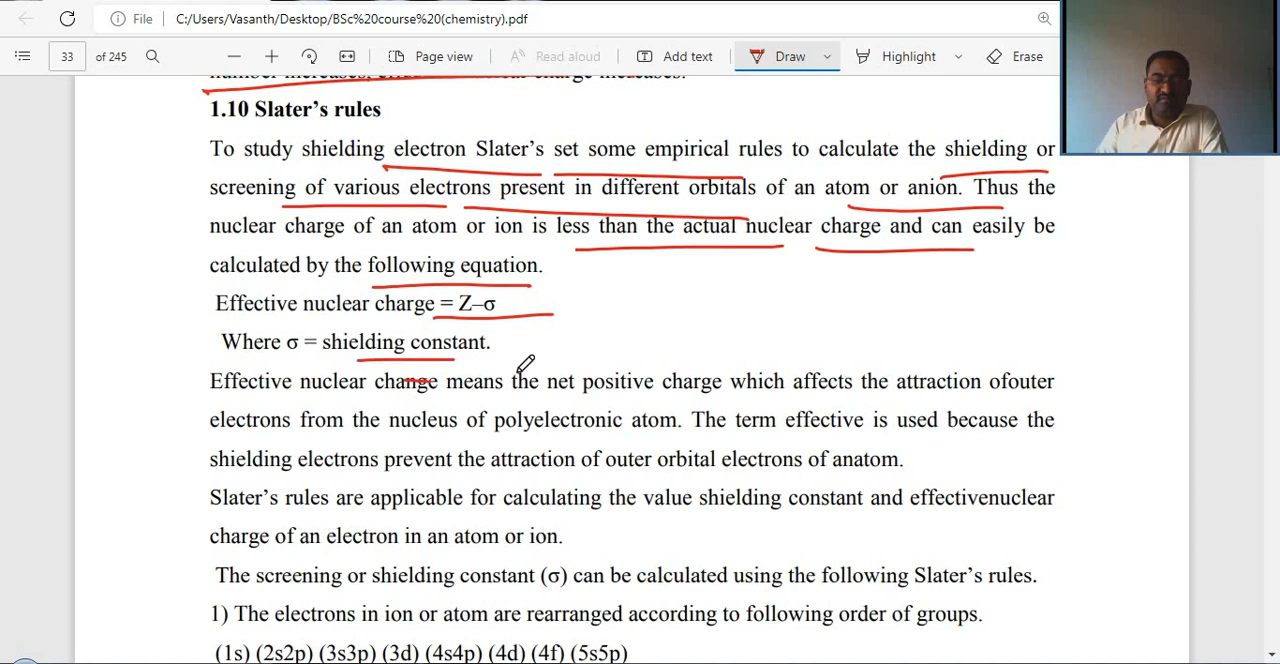 File C:/Users/Vasanth/Desktop/BSc%20course%20(chemistry).pdf
33 of 245 Page view Read aloud Add text Draw Highlight Erase
number increases,
1.10 Slater's rules
To study shielding electron Slater's set some empirical rules to calculate the shielding or
screening of various electrons present in different orbitals of an atom or anion. Thus the
nuclear charge of an atom or ion is less than the actual nuclear charge and can easily be
calculated by the following equation.
Effective nuclear charge = Z–σ
Where σ = shielding constant.
Effective nuclear change means the net positive charge which affects the attraction ofouter
electrons from the nucleus of polyelectronic atom. The term effective is used because the
shielding electrons prevent the attraction of outer orbital electrons of anatom.
Slater's rules are applicable for calculating the value shielding constant and effectivenuclear
charge of an electron in an atom or ion.
The screening or shielding constant (σ) can be calculated using the following Slater's rules.
1) The electrons in ion or atom are rearranged according to following order of groups.
(1s) (2s2p) (3s3p) (3d) (4s4p) (4d) (4f) (5s5p)